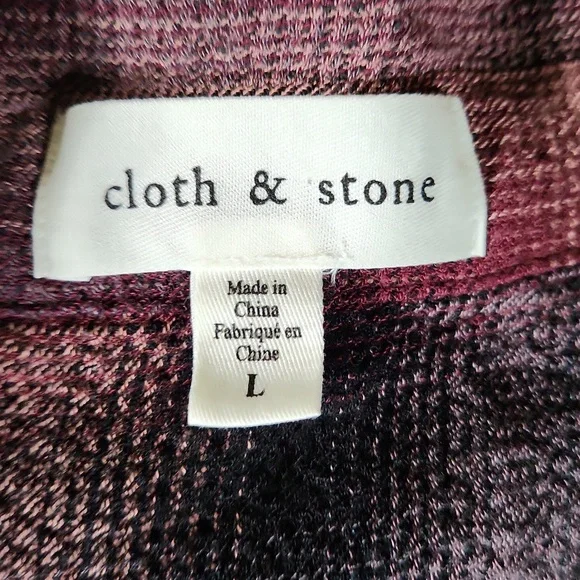 cloth & stone
Made in
China
Fabriqué en
Chine
L